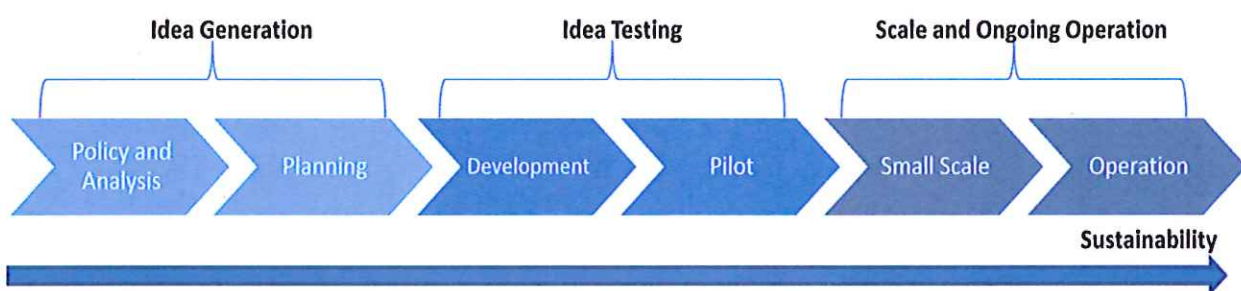 Idea Generation
Idea Testing
Scale and Ongoing Operation
Policy and
Analysis
Planning
Development
Pilot
Small Scale
Operation
Sustainability